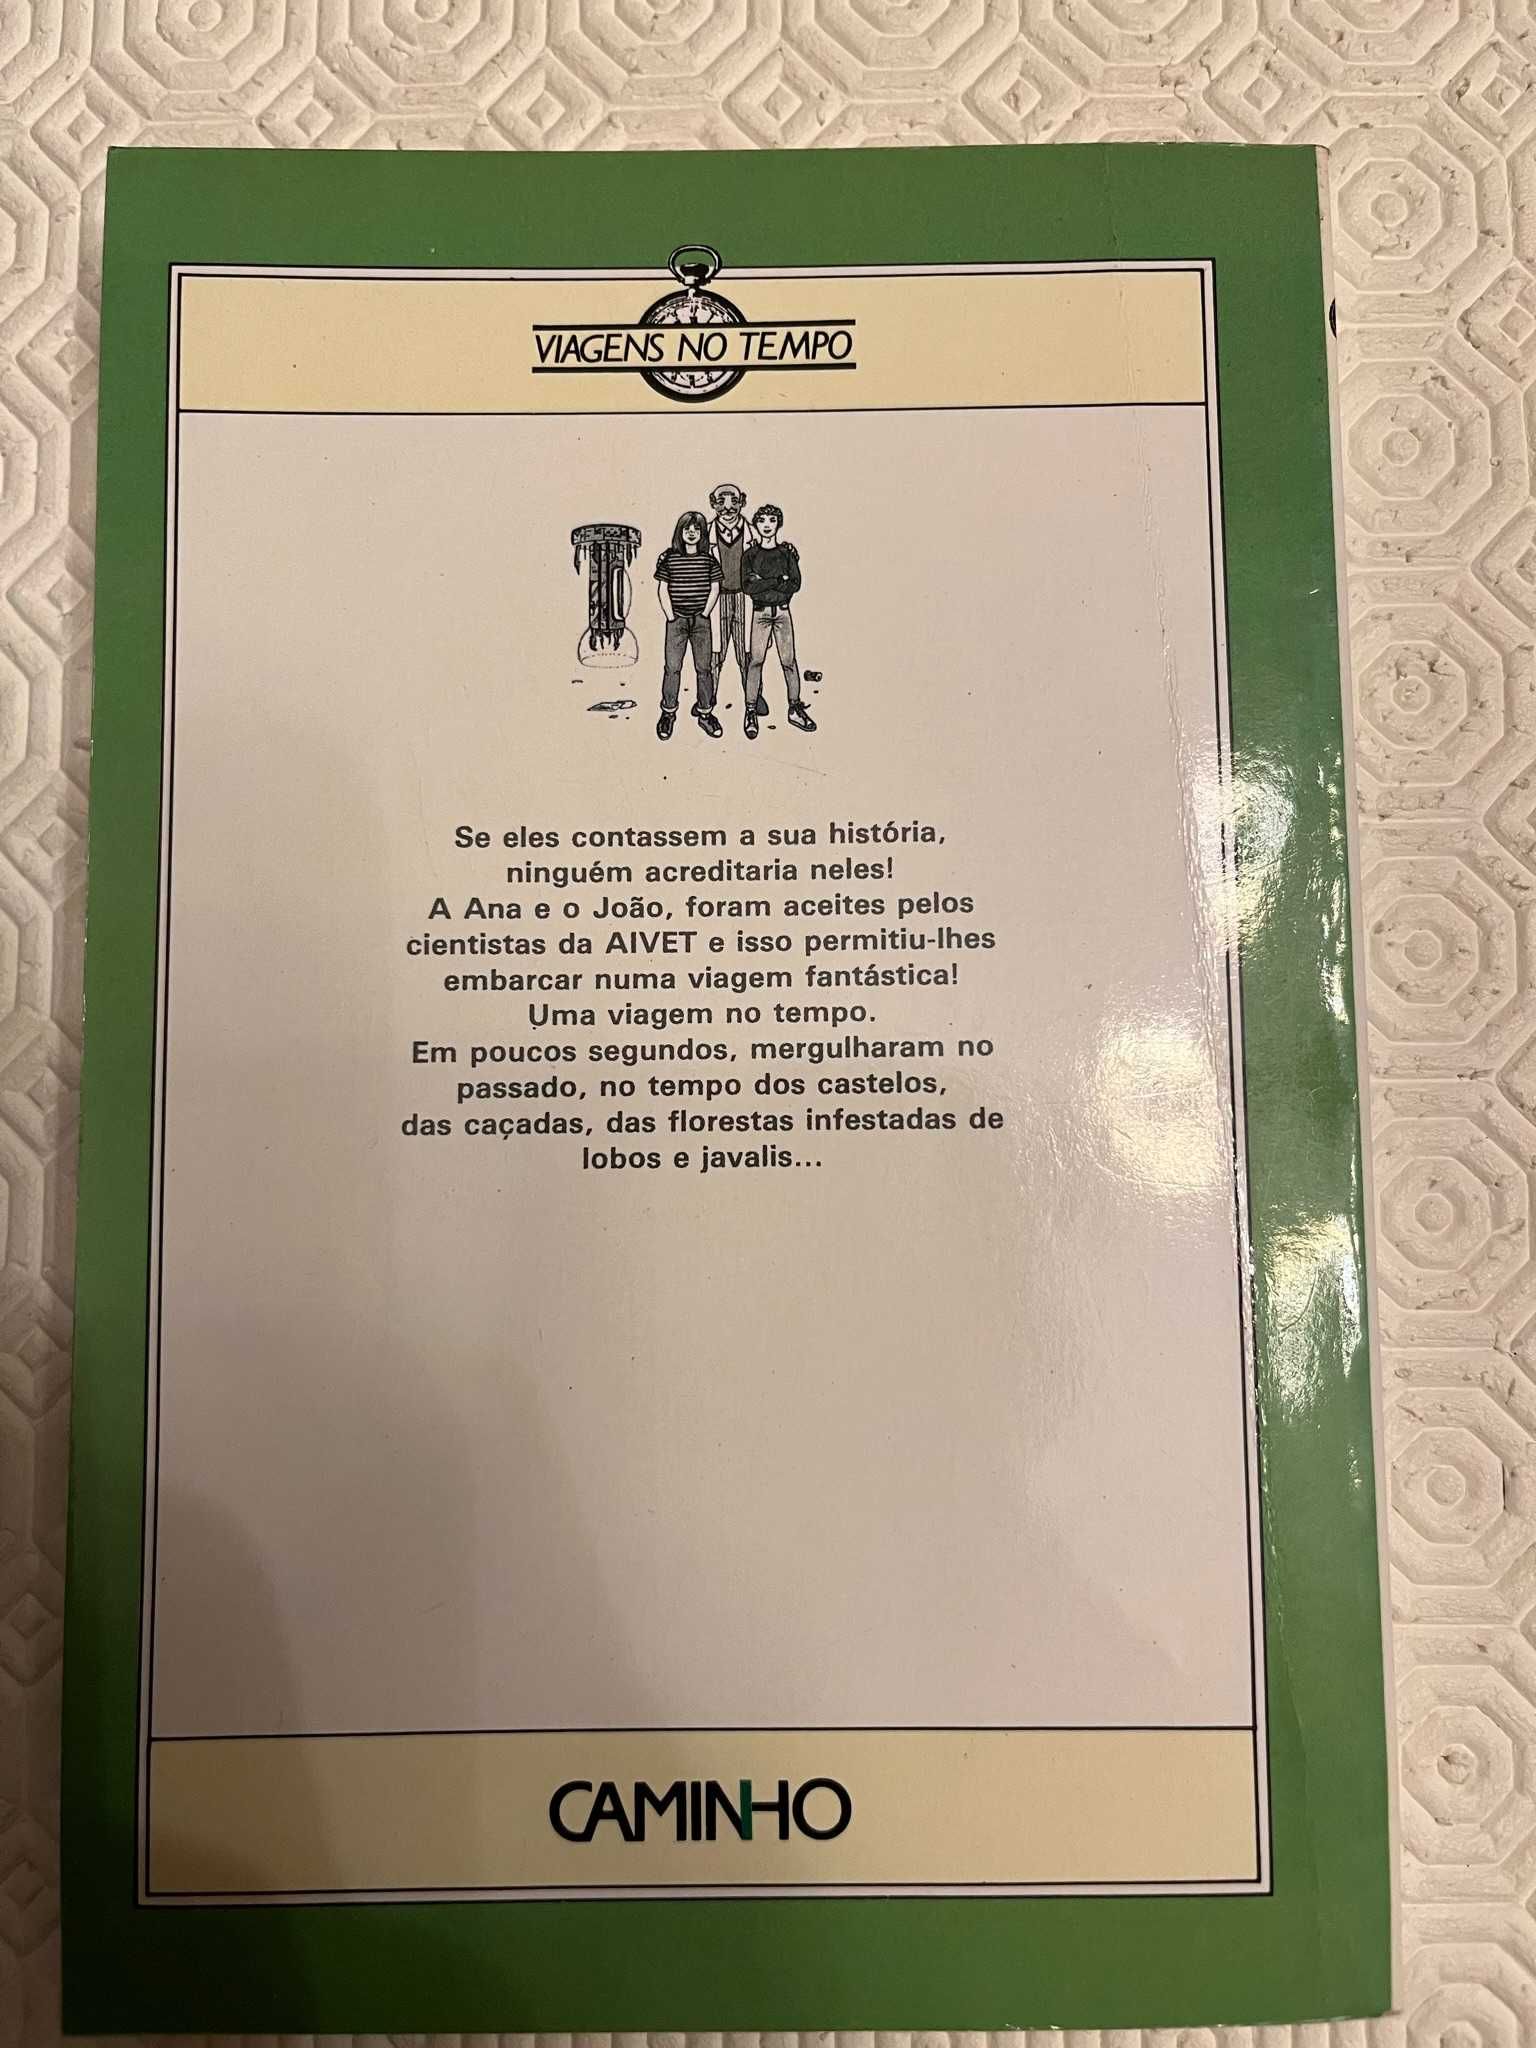 VIAGENS NO TEMPO
Se eles contassem a sua história,
ninguém acreditaria neles!
A Ana e o João, foram aceites pelos
cientistas da AIVET e isso permitiu-lhes
embarcar numa viagem fantástica!
Uma viagem no tempo.
Em poucos segundos, mergulharam no
passado, no tempo dos castelos,
das caçadas, das florestas infestadas de
lobos e javalis...
CAMINHO